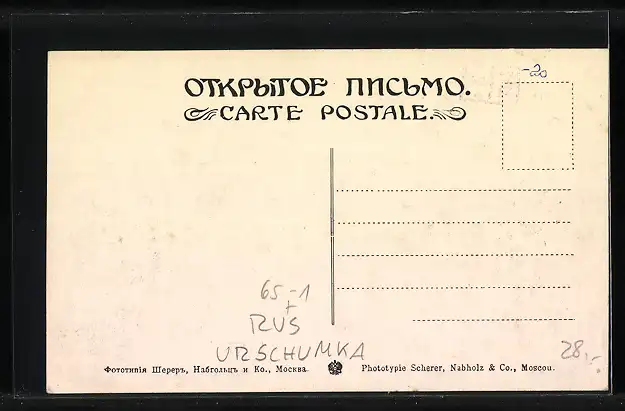 -20
ОТКРЫТОЕ ПИСЬМО.
CARTE POSTALE.
65-1
RUS
URSCHUMKA
28,-
Фототипія Шереръ, Набгольцъ и Ко., Москва.
Phototypie Scherer, Nabholz & Co., Moscou.